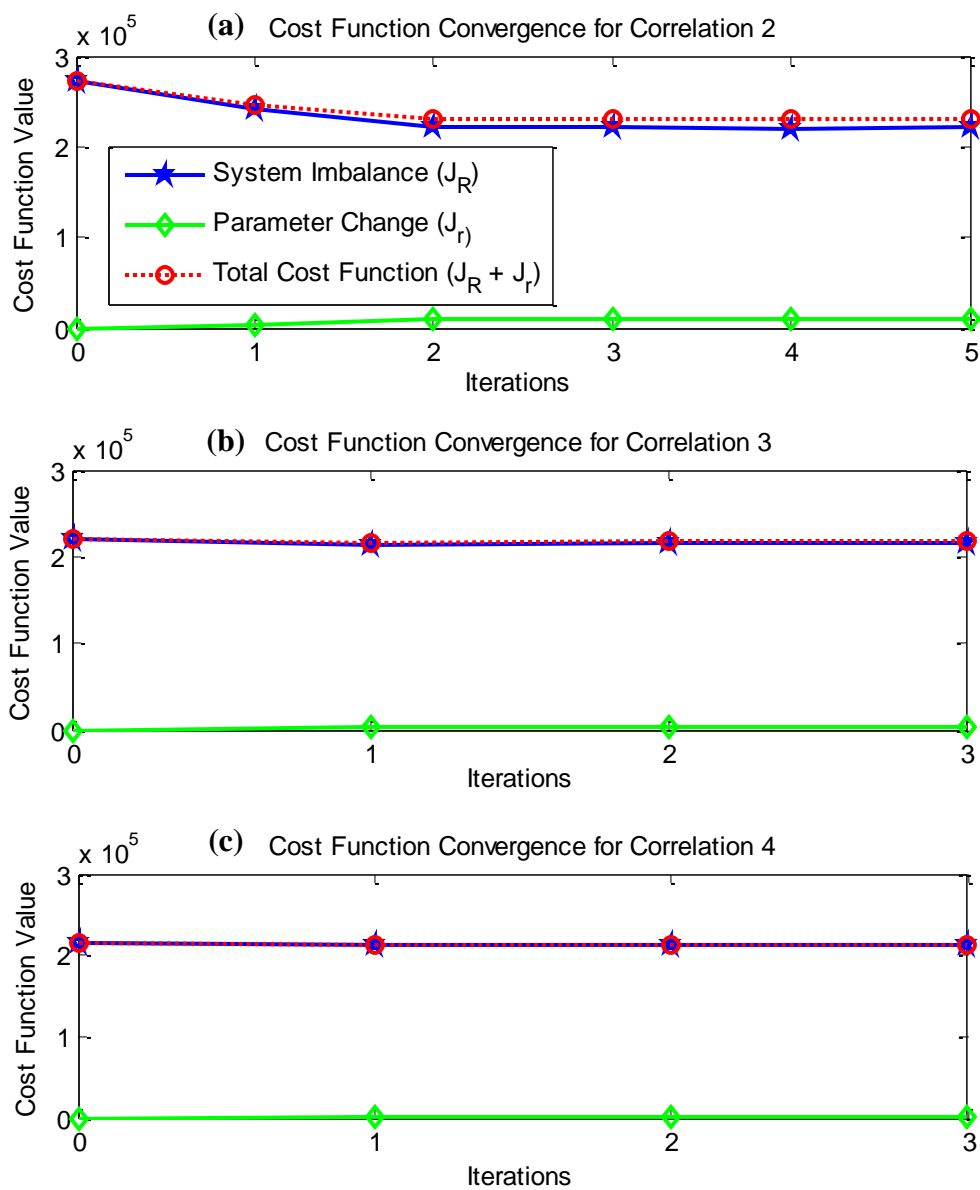 (a) Cost Function Convergence for Correlation 2
x 10^5
3
2
1
0
Cost Function Value
System Imbalance (J_R)
Parameter Change (J_r)
Total Cost Function (J_R + J_r)
0 1 2 3 4 5
Iterations
(b) Cost Function Convergence for Correlation 3
x 10^5
3
2
1
0
Cost Function Value
0 1 2 3
Iterations
(c) Cost Function Convergence for Correlation 4
x 10^5
3
2
1
0
Cost Function Value
0 1 2 3
Iterations